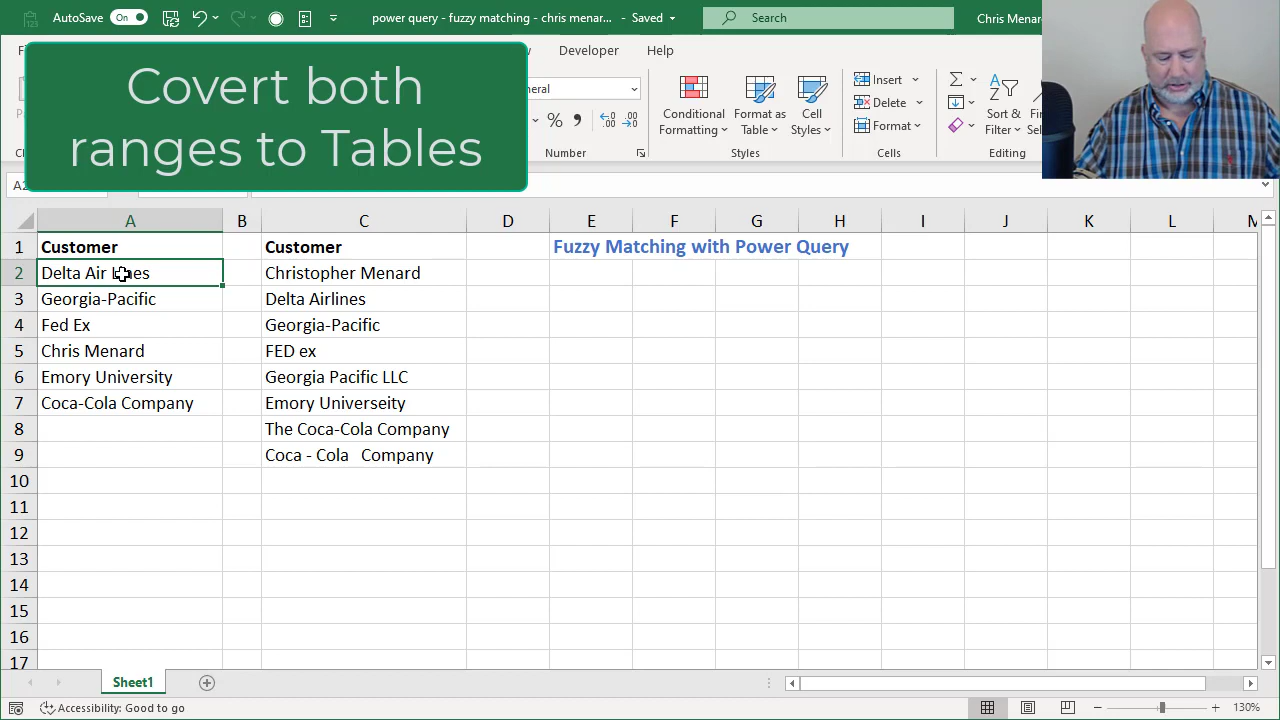 AutoSave On power query - fuzzy matching - chris menar... - Saved Search Chris Menard
Developer Help
Covert both
ranges to Tables
Conditional
Formatting
Format as
Table
Cell
Styles
Insert
Delete
Format
Sort &
Filter
Number Styles Cells Editing
A B C D E F G H I J K L M
1 Customer Customer Fuzzy Matching with Power Query
2 Delta Air Lines Christopher Menard
3 Georgia-Pacific Delta Airlines
4 Fed Ex Georgia-Pacific
5 Chris Menard FED ex
6 Emory University Georgia Pacific LLC
7 Coca-Cola Company Emory Universeity
8 The Coca-Cola Company
9 Coca - Cola Company
10
11
12
13
14
15
16
17
Sheet1
Accessibility: Good to go 130%